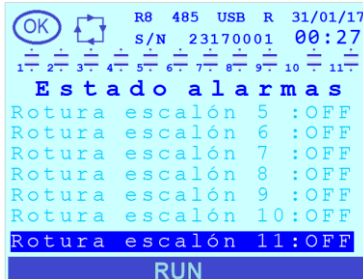 OK R8 485 USB R 31/01/17
S/N 23170001 00:27
1 2 3 4 5 6 7 8 9 10 11
Estado alarmas
Rotura escalón 5 :OFF
Rotura escalón 6 :OFF
Rotura escalón 7 :OFF
Rotura escalón 8 :OFF
Rotura escalón 9 :OFF
Rotura escalón 10:OFF
Rotura escalón 11:OFF
RUN